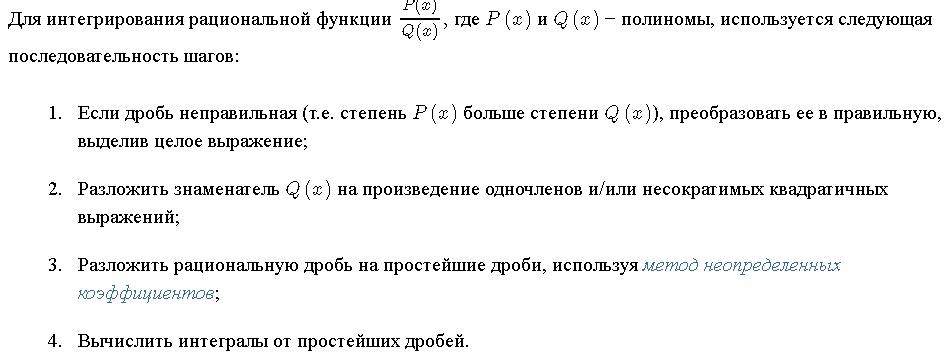 Для интегрирования рациональной функции P(x)/Q(x), где P (x) и Q (x) − полиномы, используется следующая
последовательность шагов:
1. Если дробь неправильная (т.е. степень P (x) больше степени Q (x)), преобразовать ее в правильную,
выделив целое выражение;
2. Разложить знаменатель Q (x) на произведение одночленов и/или несократимых квадратичных
выражений;
3. Разложить рациональную дробь на простейшие дроби, используя метод неопределенных
коэффициентов;
4. Вычислить интегралы от простейших дробей.